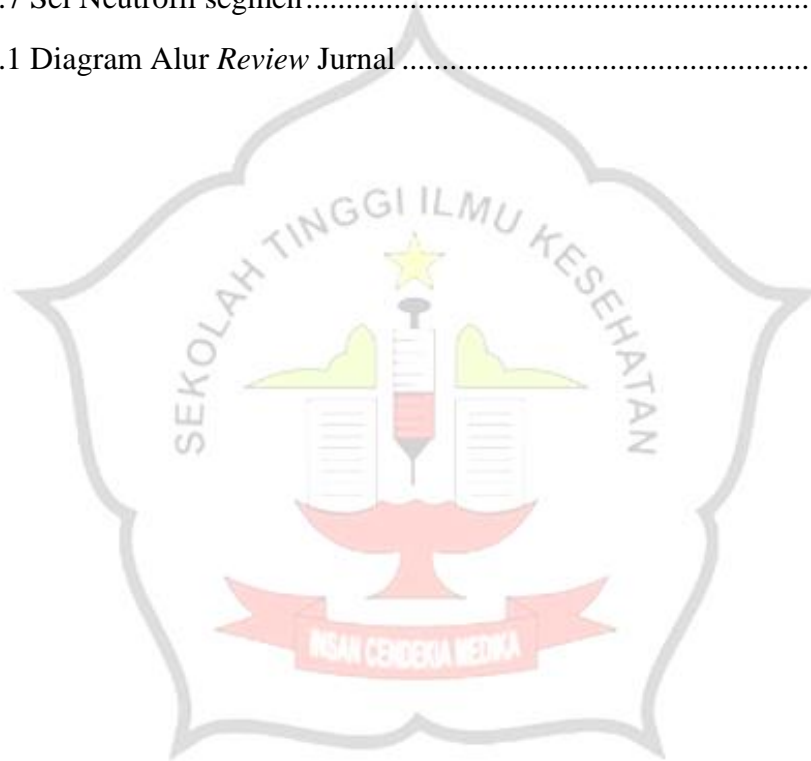 .7 Sel Neutrofil segmen................................................................
.1 Diagram Alur Review Jurnal ...................................................
SEKOLAH TINGGI ILMU KESEHATAN
INSAN CENDEKIA MEDIKA